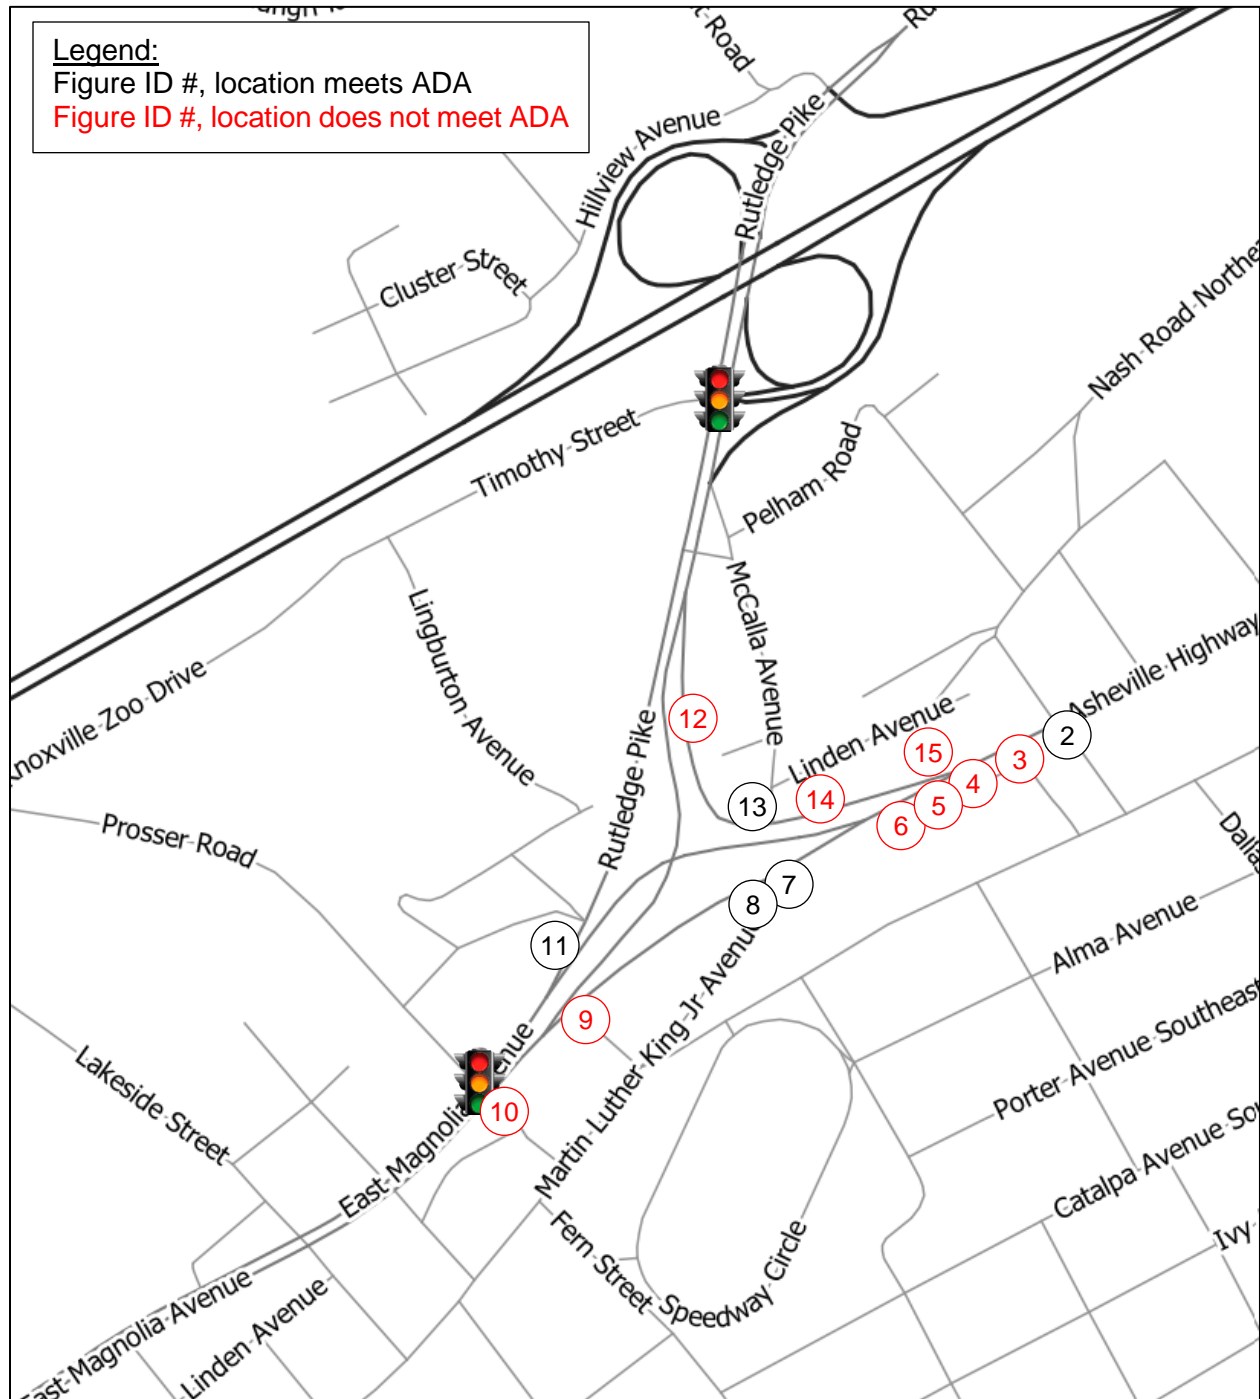 Legend:
Figure ID #, location meets ADA
Figure ID #, location does not meet ADA
Road
Hillview Avenue
Rutledge Pike
Cluster Street
Nash Road Northe
Timothy Street
Pelham Road
McCalla Avenue
Lingburton Avenue
Knoxville Zoo Drive
Asheville Highway
Linden Avenue
Rutledge Pike
12
2
15
3
4
14
13
5
6
Prosser Road
7
8
11
Alma Avenue
9
Martin Luther King Jr Avenue
Porter Avenue Southeast
Lakeside Street
10
East Magnolia Avenue
Catalpa Avenue So
Ivy
Fern Street
Speedway Circle
East Magnolia Avenue
Linden Avenue